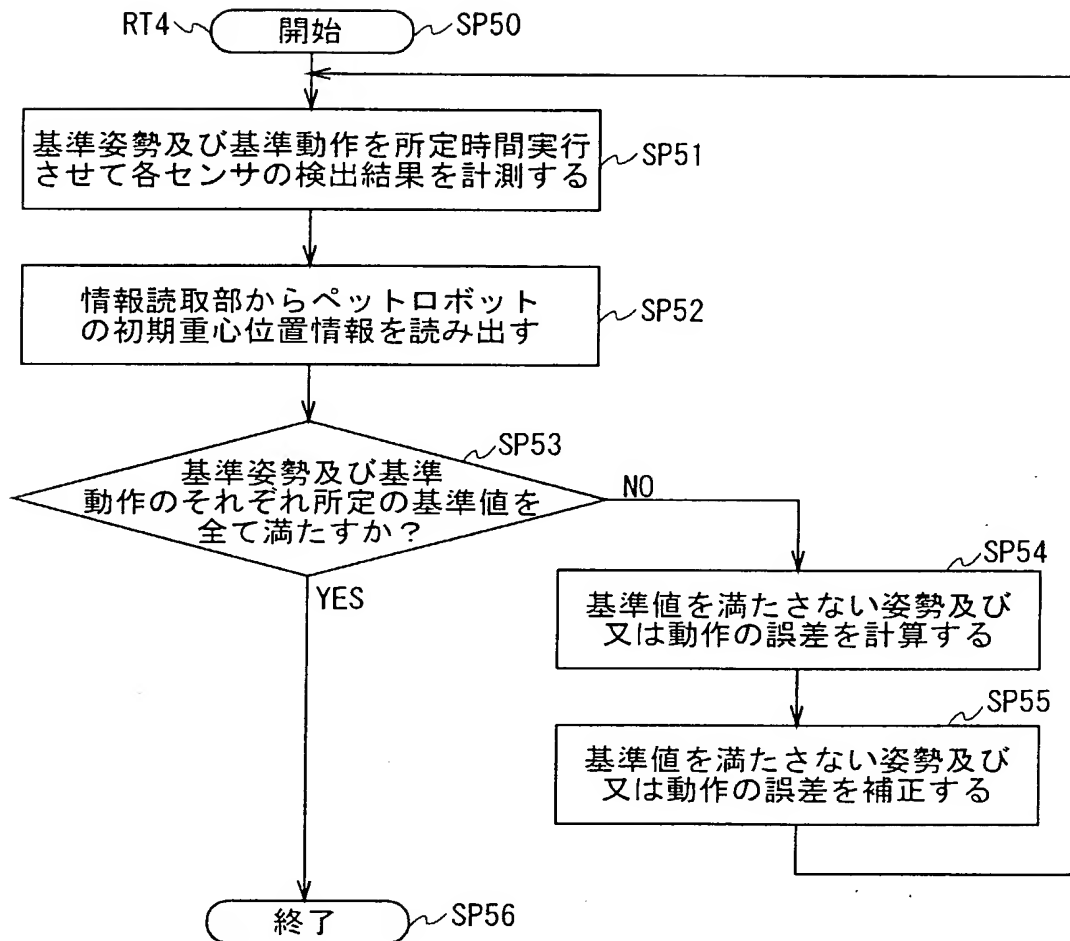 RT4 開始 SP50
基準姿勢及び基準動作を所定時間実行
させて各センサの検出結果を計測する
SP51
情報読取部からペットロボット
の初期重心位置情報を読み出す
SP52
SP53
基準姿勢及び基準
動作のそれぞれ所定の基準値を
全て満たすか？
NO
YES
SP54
基準値を満たさない姿勢及び
又は動作の誤差を計算する
SP55
基準値を満たさない姿勢及び
又は動作の誤差を補正する
終了 SP56